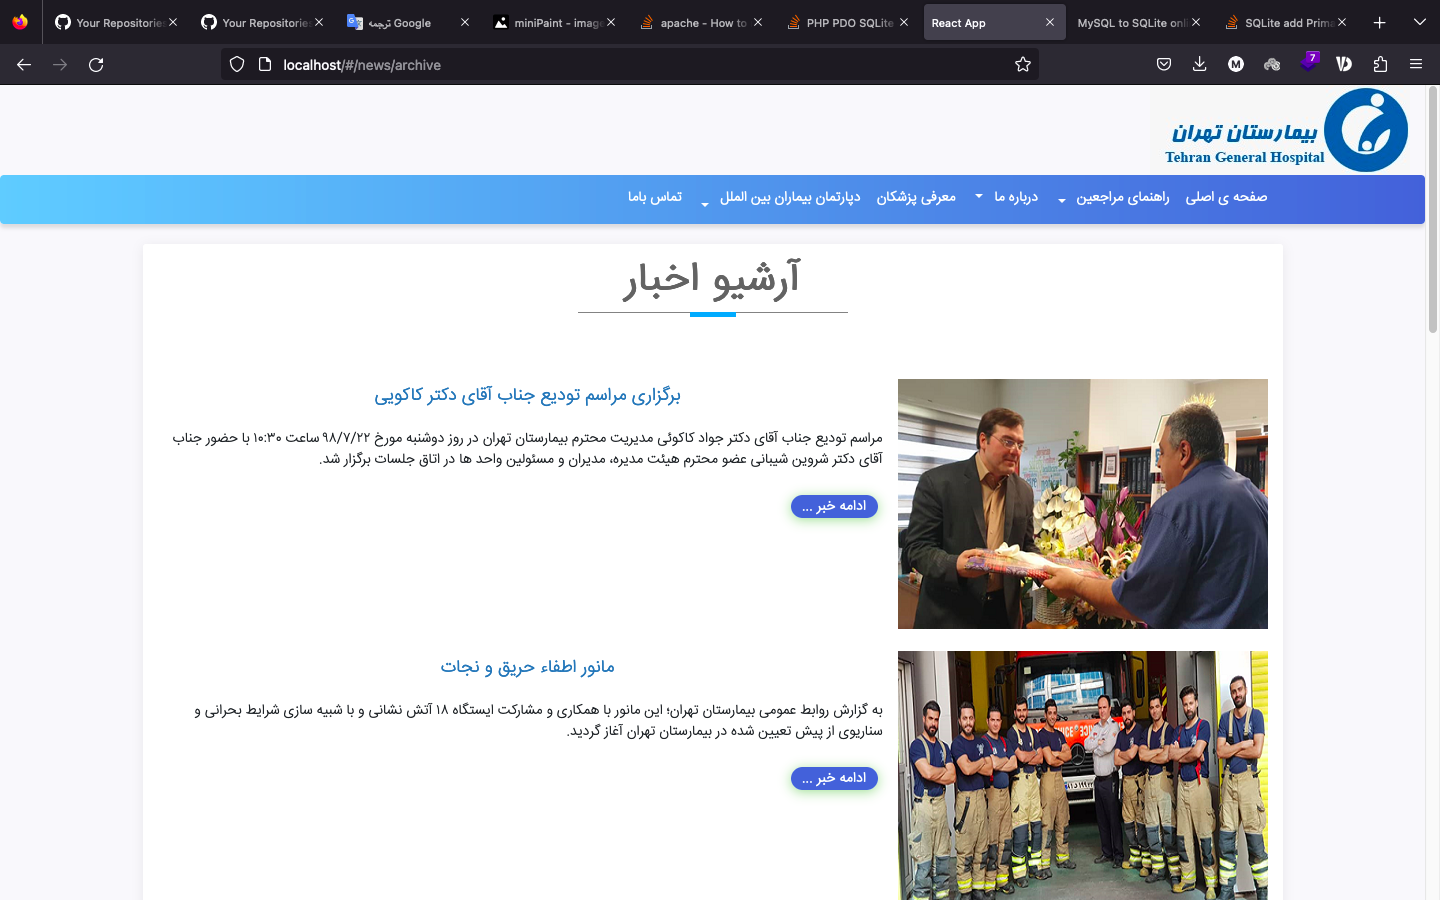 Your Repositories
Your Repositories
ترجمه Google
miniPaint - image
apache - How to
PHP PDO SQLite
React App
MySQL to SQLite onli
SQLite add Prima
localhost/#/news/archive
M
7
بیمارستان تهران
Tehran General Hospital
صفحه ی اصلی
راهنمای مراجعین
درباره ما
معرفی پزشکان
دپارتمان بیماران بین الملل
تماس باما
آرشیو اخبار
برگزاری مراسم تودیع جناب آقای دکتر کاکویی
مراسم تودیع جناب آقای دکتر جواد کاکوئی مدیریت محترم بیمارستان تهران در روز دوشنبه مورخ ۹۸/۷/۲۲ ساعت ۱۰:۳۰ با حضور جناب
آقای دکتر شروین شیبانی عضو محترم هیئت مدیره، مدیران و مسئولین واحد ها در اتاق جلسات برگزار شد.
ادامه خبر ...
مانور اطفاء حریق و نجات
به گزارش روابط عمومی بیمارستان تهران؛ این مانور با همکاری و مشارکت ایستگاه ۱۸ آتش نشانی و با شبیه سازی شرایط بحرانی و
سناریوی از پیش تعیین شده در بیمارستان تهران آغاز گردید.
ادامه خبر ...